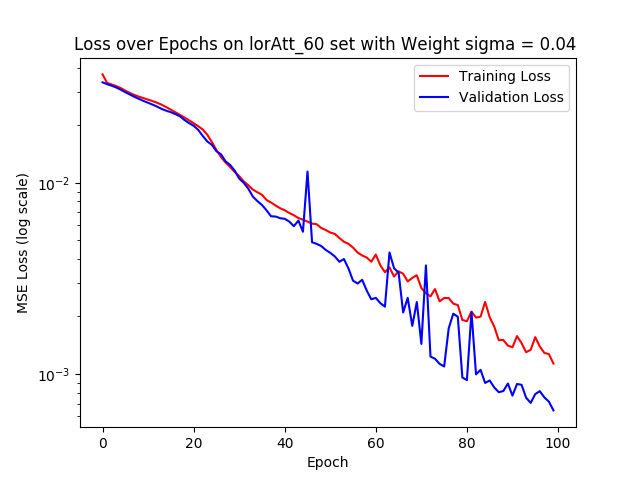 Loss over Epochs on lorAtt_60 set with Weight sigma = 0.04
Training Loss
Validation Loss
MSE Loss (log scale)
10⁻²
10⁻³
0 20 40 60 80 100
Epoch